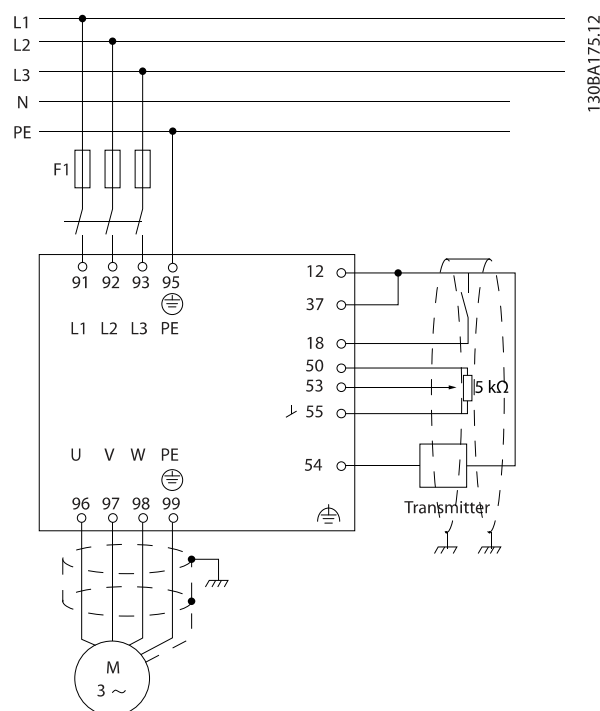 L1
L2
L3
N
PE
130BA175.12
F1
91 92 93 95
L1 L2 L3 PE
12
37
18
50
53
5 kΩ
55
54
Transmitter
U V W PE
96 97 98 99
M
3 ~